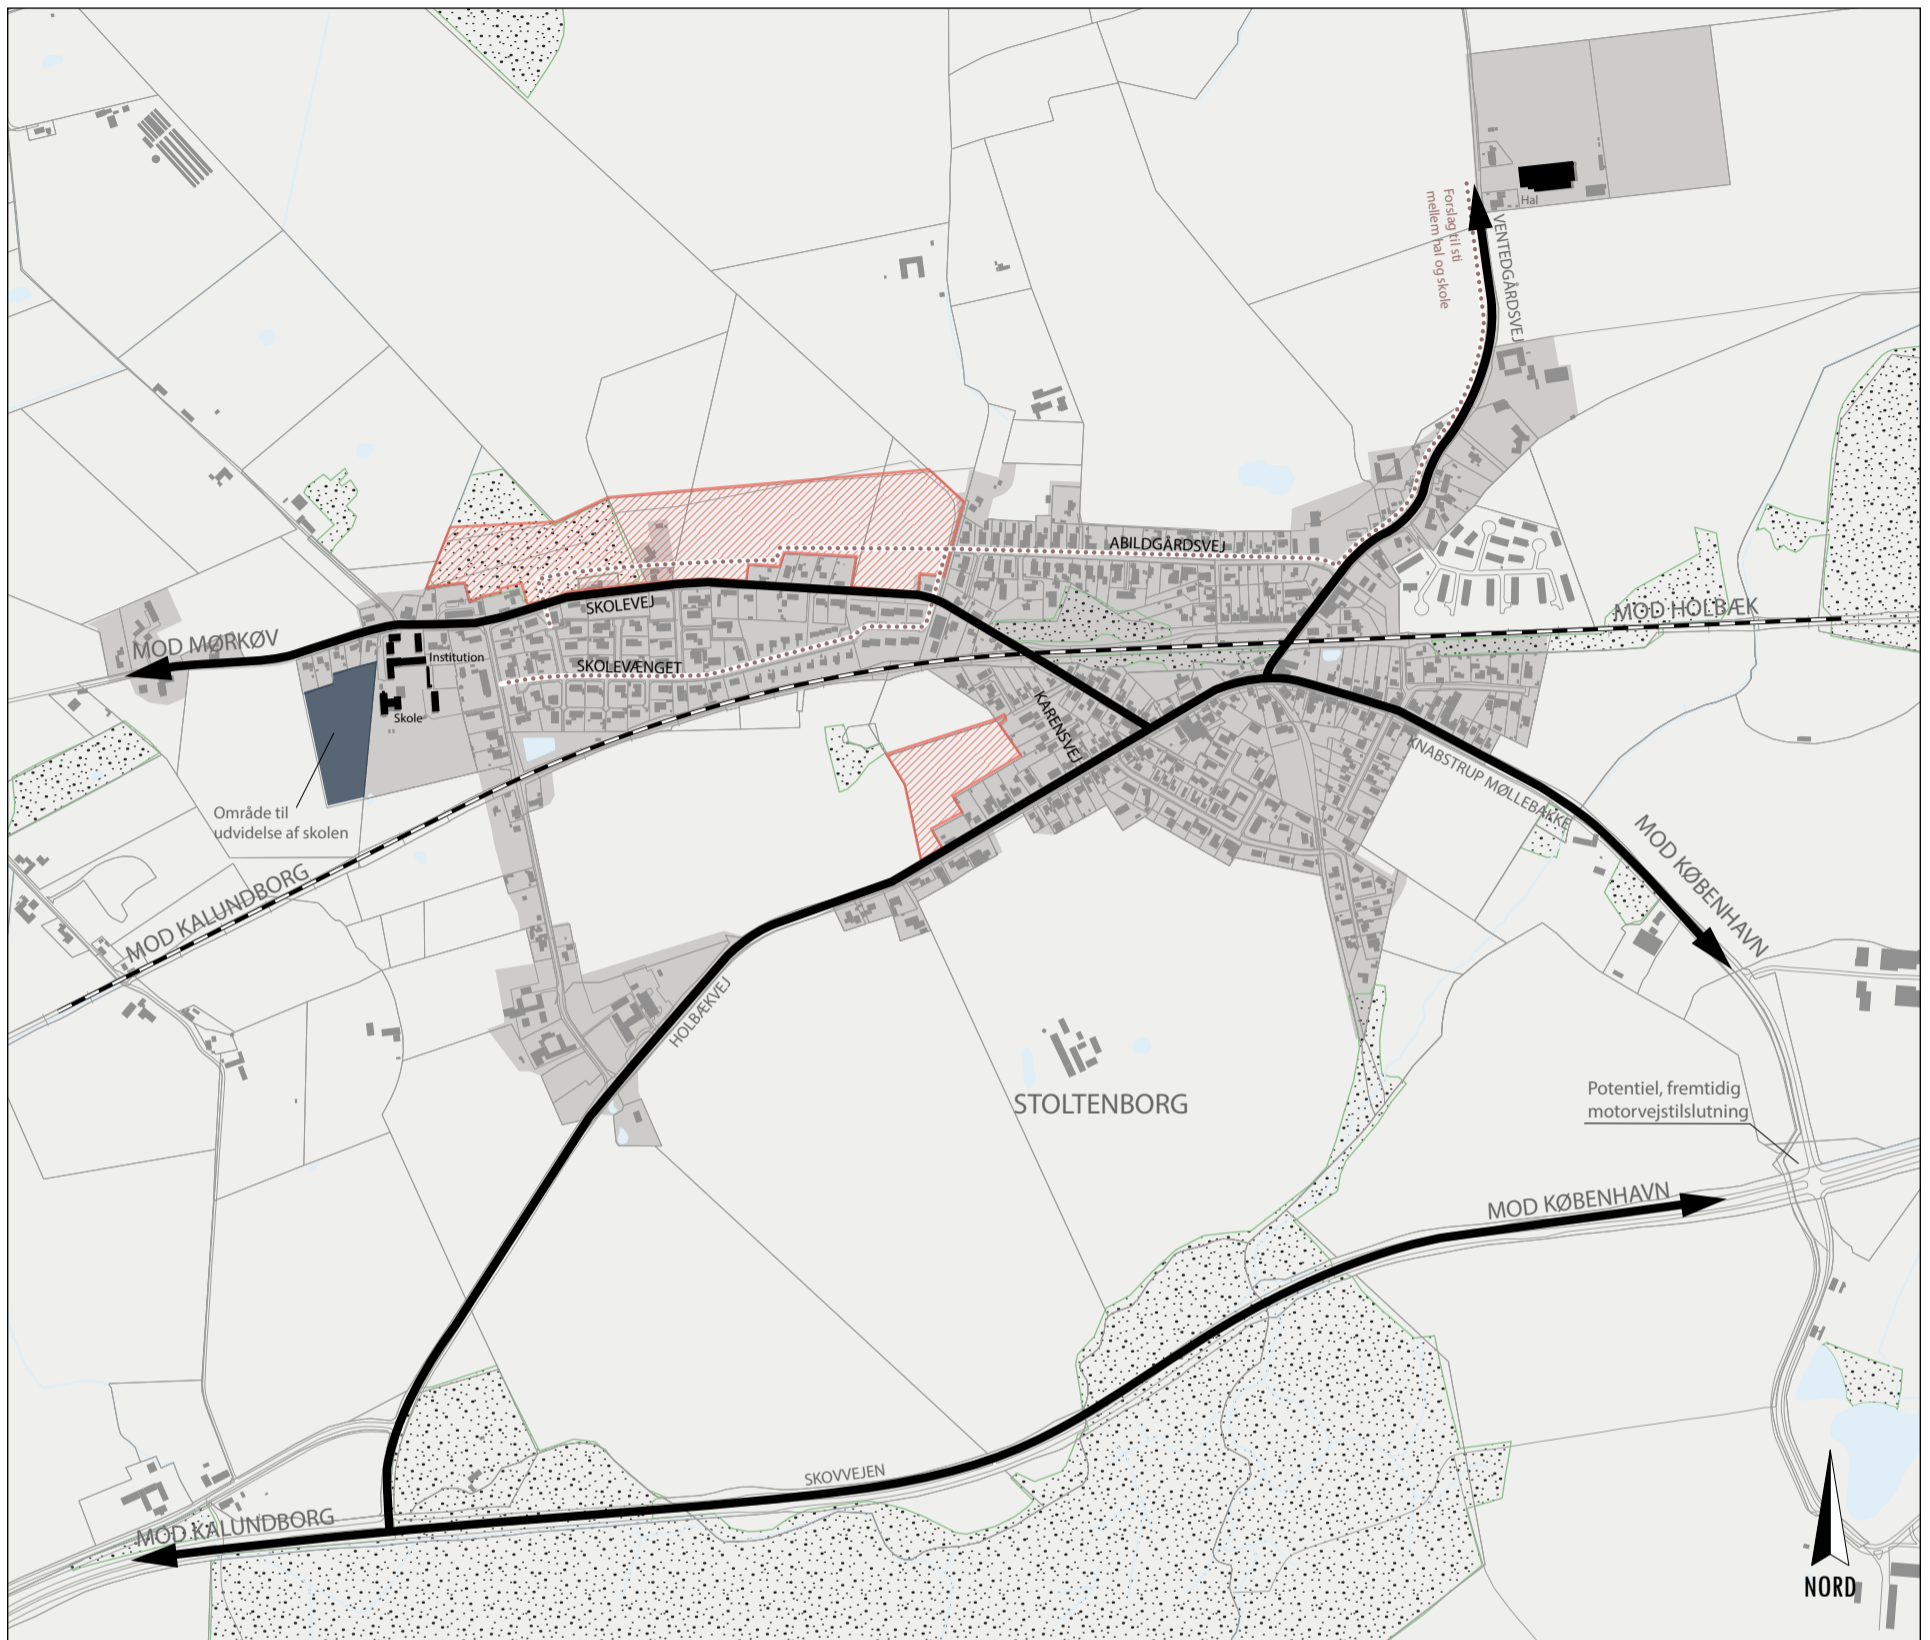 Hal
Forslag til sti
mellem hal og skole
VENTEDGÅRDSVEJ
ABILDGÅRDSVEJ
SKOLEVEJ
MOD HOLBÆK
MOD MØRKØV
Institution
SKOLEVÆNGET
Skole
KARENSVEJ
KNABSTRUP MØLLEBAKKE
Område til
udvidelse af skolen
MOD KØBENHAVN
MOD KALUNDBORG
HOLBÆKVEJ
STOLTENBORG
Potentiel, fremtidig
motorvejstilslutning
MOD KØBENHAVN
SKOVVEJEN
MOD KALUNDBORG
NORD